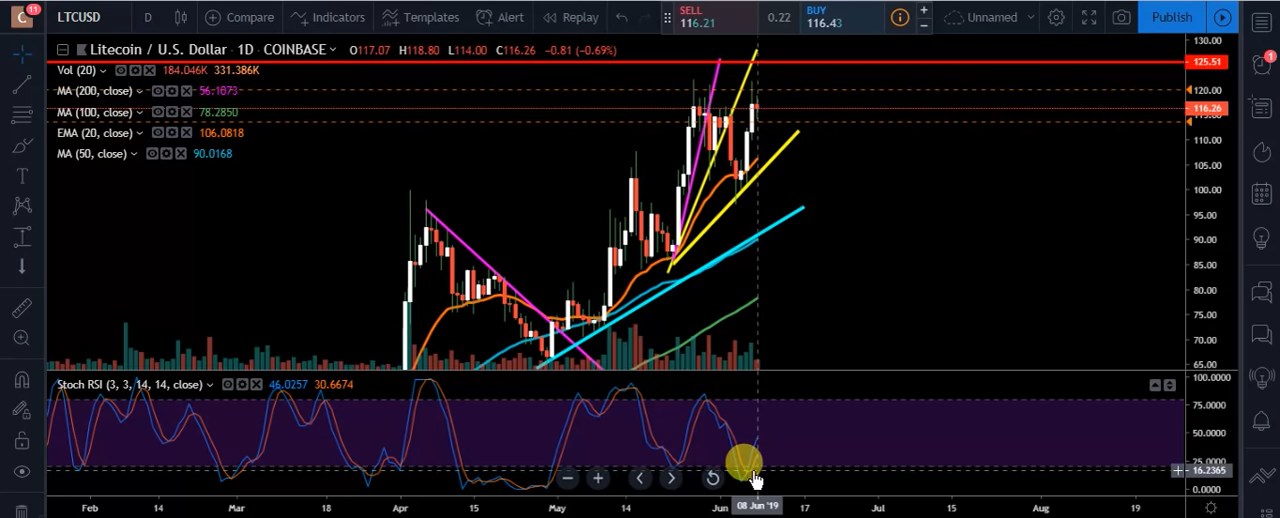 C 11 LTCUSD D Compare Indicators Templates Alert Replay SELL 116.21 0.22 BUY 116.43 Unnamed Publish
Litecoin / U.S. Dollar · 1D · COINBASE O117.07 H118.80 L114.00 C116.26 -0.81 (-0.69%)
Vol (20) 184.046K 331.386K
MA (200, close) 56.1073
MA (100, close) 78.2850
EMA (20, close) 106.0818
MA (50, close) 90.0168
130.00
125.51
120.00
116.26
110.00
105.00
100.00
95.00
90.00
85.00
80.00
75.00
70.00
65.00
1
Stoch RSI (3, 3, 14, 14, close) 46.0257 30.6674
100.0000
75.0000
50.0000
16.2365
0.0000
Feb 14 Mar 18 Apr 15 May 14 Jun 08 Jun '19 17 Jul 15 Aug 19